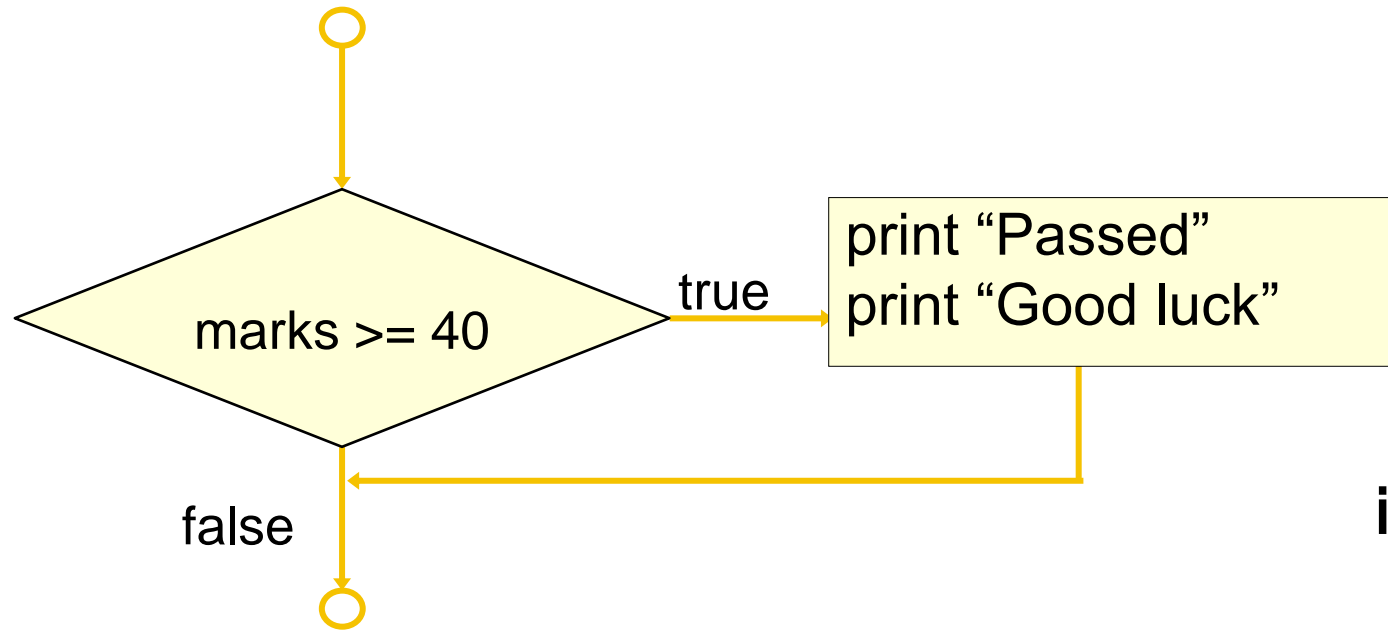 print “Passed”
true
print “Good luck”
marks >= 40
false
i